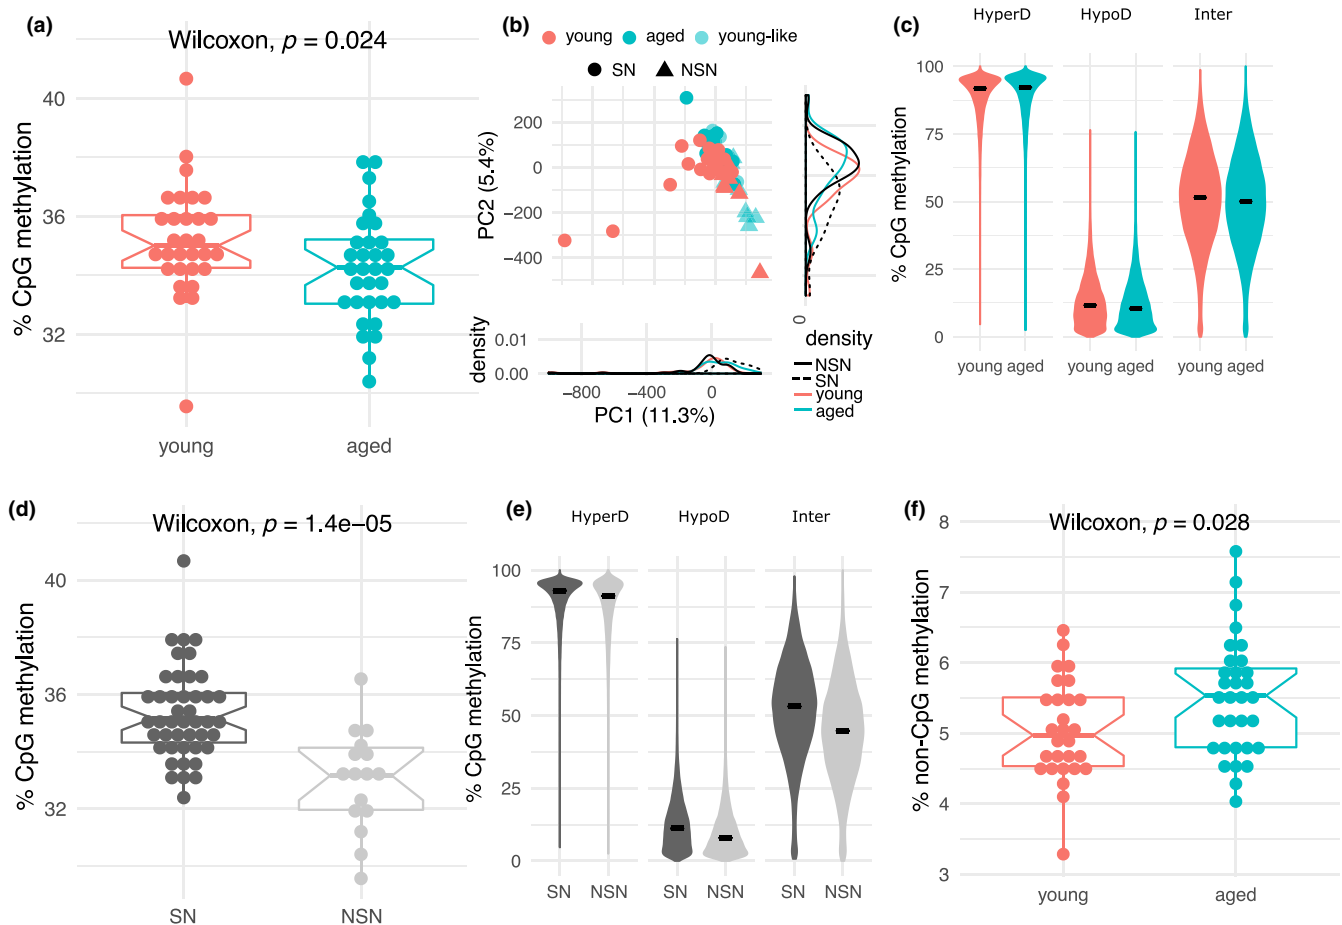 (a)
Wilcoxon, p = 0.024
% CpG methylation
40
36
32
young
aged
(b)
young
aged
young-like
SN
NSN
PC2 (5.4%)
200
0
−200
−400
density
0.01
0.00
−800
−400
0
PC1 (11.3%)
0
density
NSN
SN
young
aged
(c)
HyperD
HypoD
Inter
% CpG methylation
100
75
50
25
0
young aged
young aged
young aged
(d)
Wilcoxon, p = 1.4e−05
% CpG methylation
40
36
32
SN
NSN
(e)
HyperD
HypoD
Inter
% CpG methylation
100
75
50
25
0
SN NSN
SN NSN
SN NSN
(f)
Wilcoxon, p = 0.028
% non-CpG methylation
8
7
6
5
4
3
young
aged